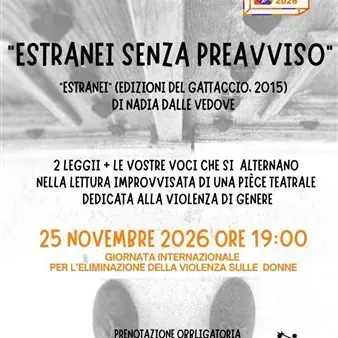 2026
"ESTRANEI SENZA PREAVVISO"
"ESTRANEI" (EDIZIONI DEL GATTACCIO, 2015)
DI NADIA DALLE VEDOVE
2 LEGGII + LE VOSTRE VOCI CHE SI ALTERNANO
NELLA LETTURA IMPROVVISATA DI UNA PIÈCE TEATRALE
DEDICATA ALLA VIOLENZA DI GENERE
25 NOVEMBRE 2026 ORE 19:00
GIORNATA INTERNAZIONALE
PER L'ELIMINAZIONE DELLA VIOLENZA SULLE DONNE
PRENOTAZIONE OBBLIGATORIA